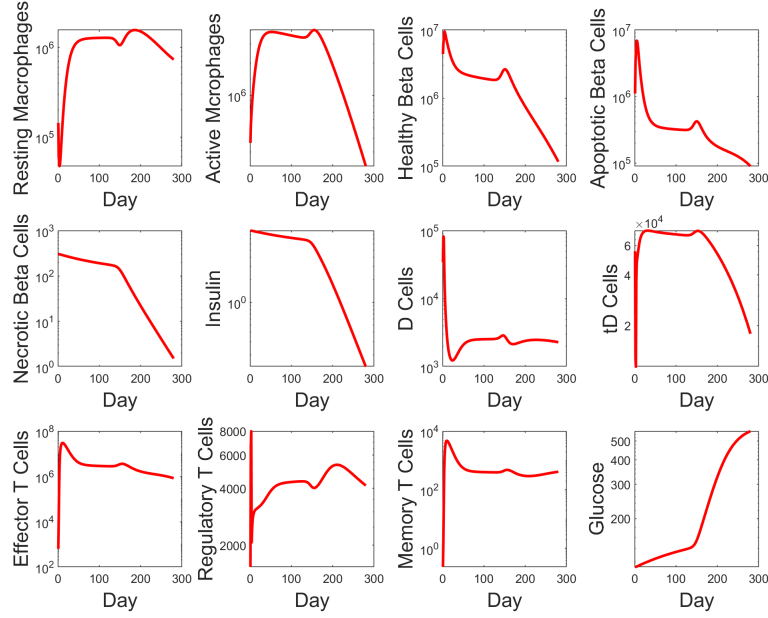 Resting Macrophages
10^6
10^5
0 100 200 300
Day
Active Mcrophages
10^6
0 100 200 300
Day
Healthy Beta Cells
10^7
10^6
10^5
0 100 200 300
Day
Apoptotic Beta Cells
10^7
10^6
10^5
0 100 200 300
Day
Necrotic Beta Cells
10^3
10^2
10^1
10^0
0 100 200 300
Day
Insulin
10^0
0 100 200 300
Day
D Cells
10^5
10^4
10^3
0 100 200 300
Day
tD Cells
×10^4
6
4
2
0 100 200 300
Day
Effector T Cells
10^8
10^6
10^4
10^2
0 100 200 300
Day
Regulatory T Cells
8000
6000
4000
2000
0 100 200 300
Day
Memory T Cells
10^4
10^2
10^0
0 100 200 300
Day
Glucose
500
400
300
200
0 100 200 300
Day